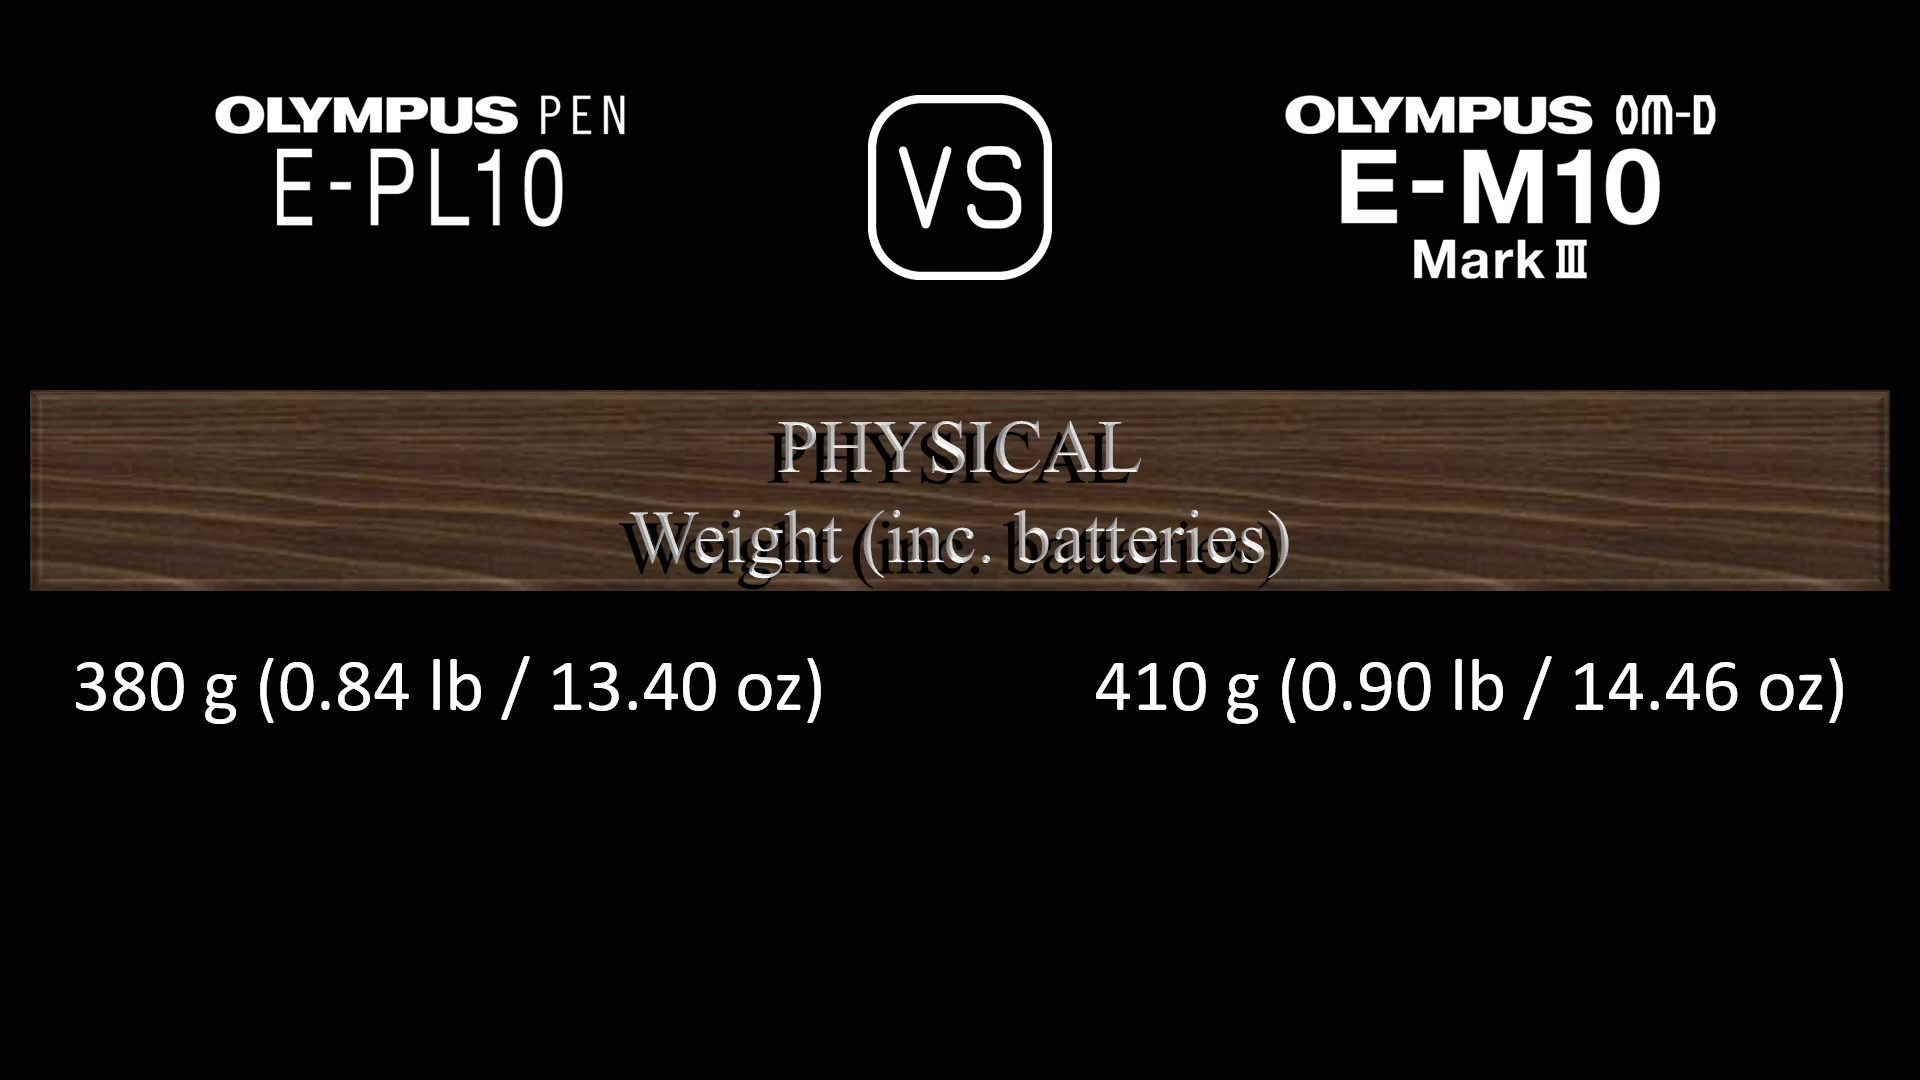 OLYMPUS PEN
E-PL10
VS
OLYMPUS OM-D
E-M10
Mark III
PHYSICAL
Weight (inc. batteries)
380 g (0.84 lb / 13.40 oz)
410 g (0.90 lb / 14.46 oz)